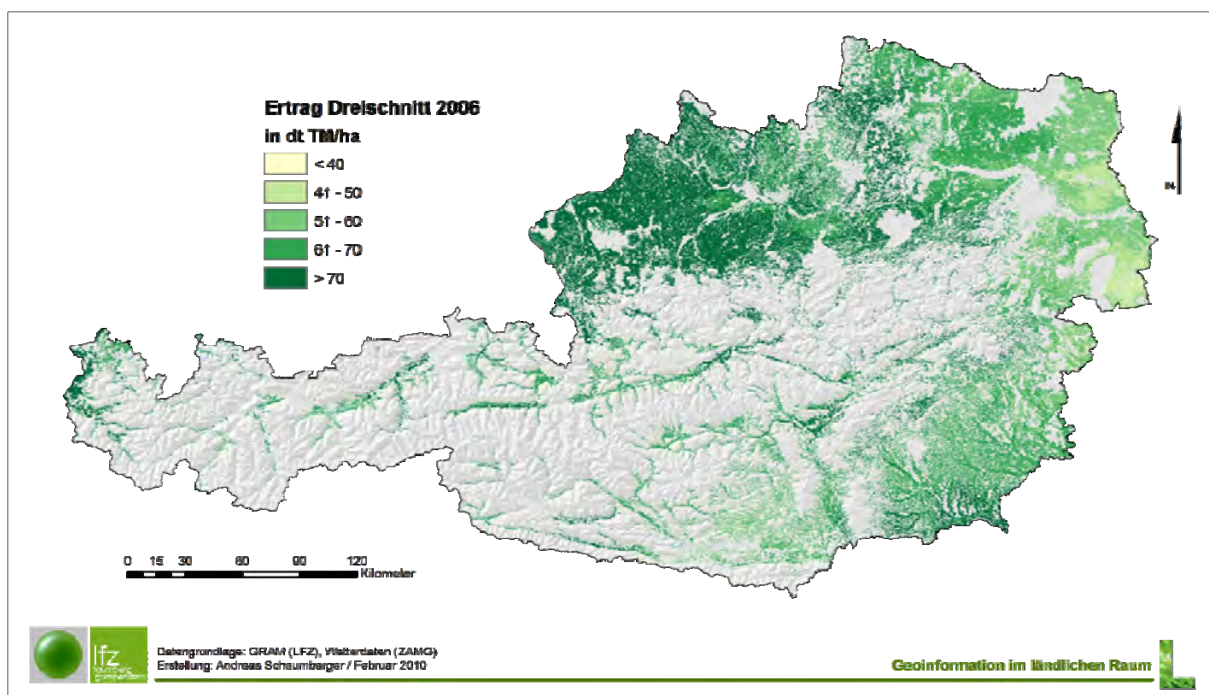 Ertrag Dreischnitt 2006
in dt TM/ha
< 40
41 - 50
51 - 60
61 - 70
> 70
0 15 30 60 90 120
Kilometer
lfz
Datengrundlage: GRAM (LFZ), Wetterdaten (ZAMG)
Erstellung: Andreas Schaumberger / Februar 2010
Geoinformation im ländlichen Raum